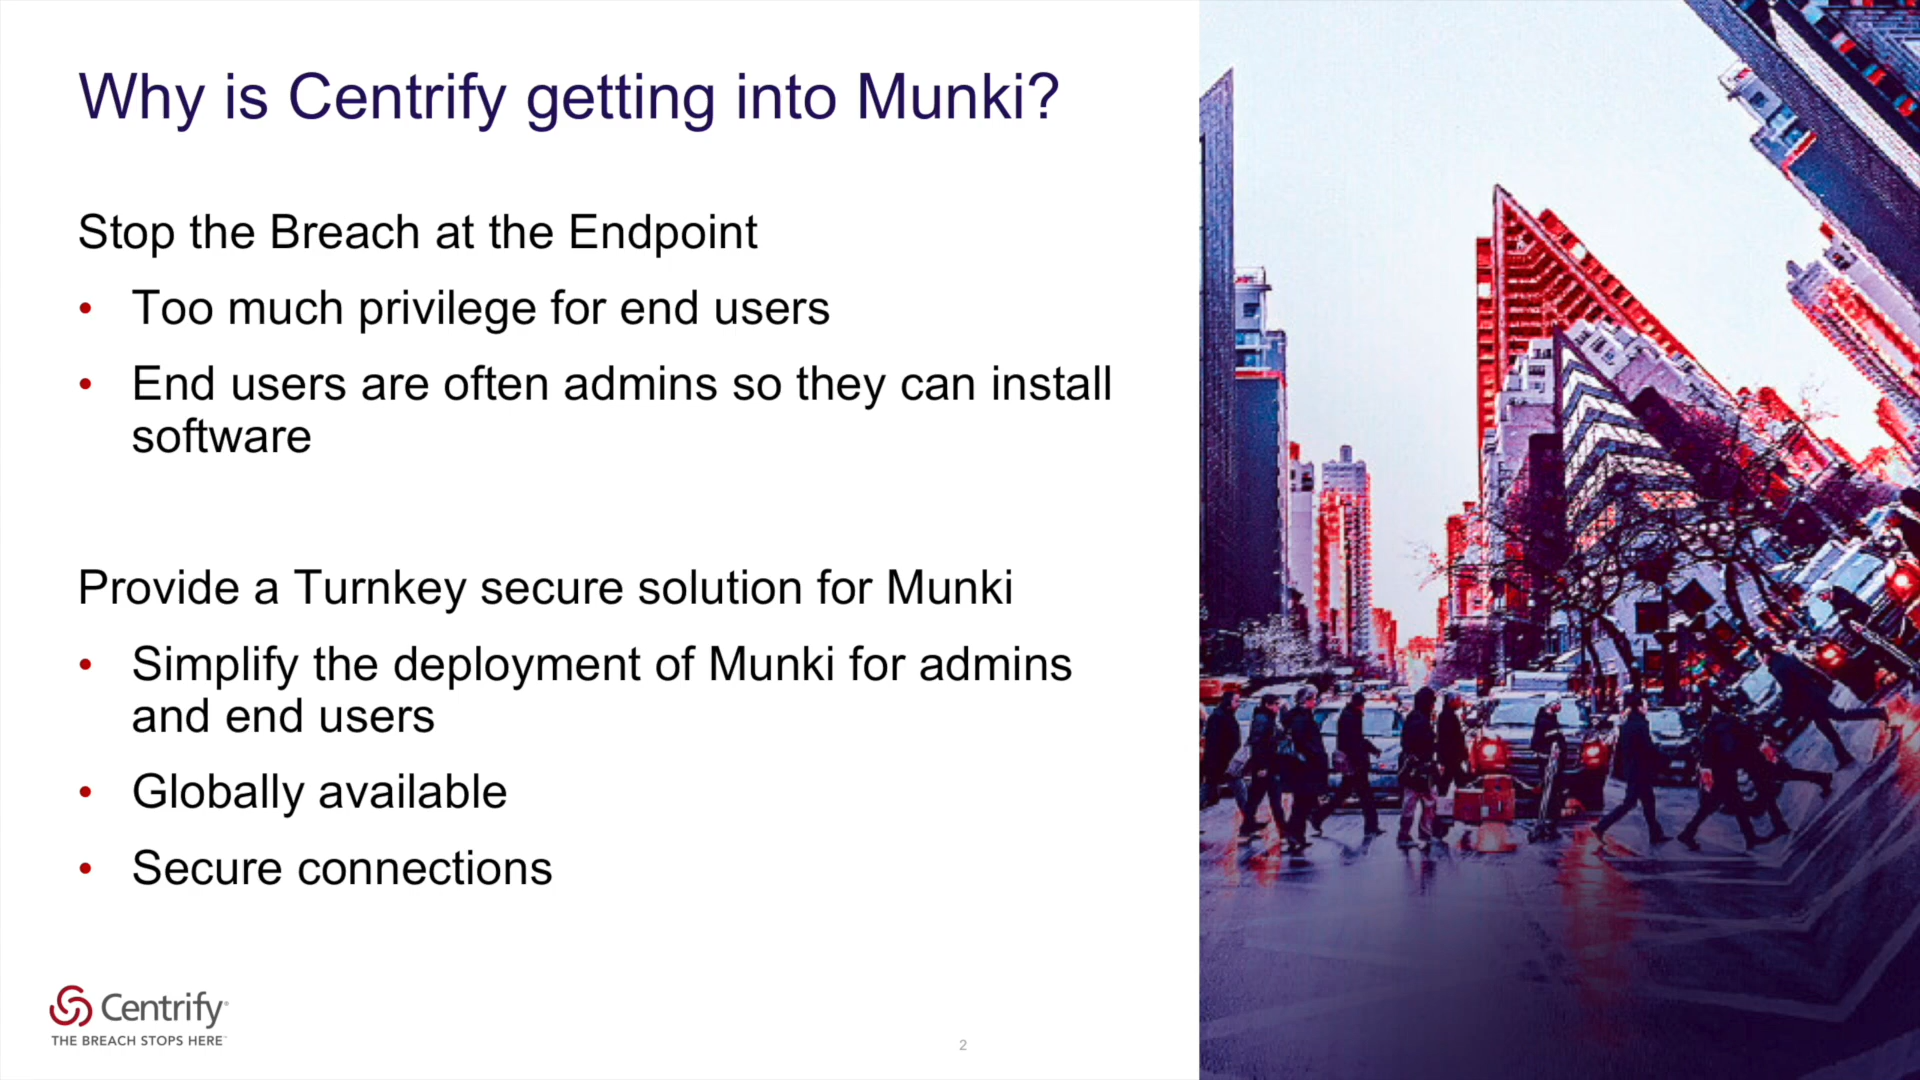 Why is Centrify getting into Munki?
Stop the Breach at the Endpoint
• Too much privilege for end users
• End users are often admins so they can install
software
Provide a Turnkey secure solution for Munki
• Simplify the deployment of Munki for admins
and end users
• Globally available
• Secure connections
Centrify
THE BREACH STOPS HERE
2